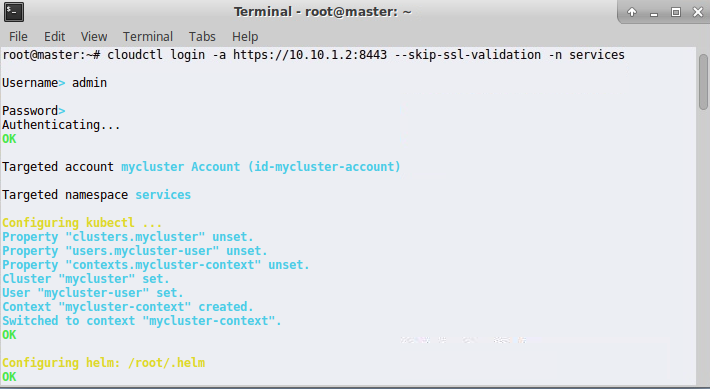 Terminal - root@master: ~
File Edit View Terminal Tabs Help
root@master:~# cloudctl login -a https://10.10.1.2:8443 --skip-ssl-validation -n services
Username> admin
Password>
Authenticating...
OK
Targeted account mycluster Account (id-mycluster-account)
Targeted namespace services
Configuring kubectl ...
Property "clusters.mycluster" unset.
Property "users.mycluster-user" unset.
Property "contexts.mycluster-context" unset.
Cluster "mycluster" set.
User "mycluster-user" set.
Context "mycluster-context" created.
Switched to context "mycluster-context".
OK
Configuring helm: /root/.helm
OK